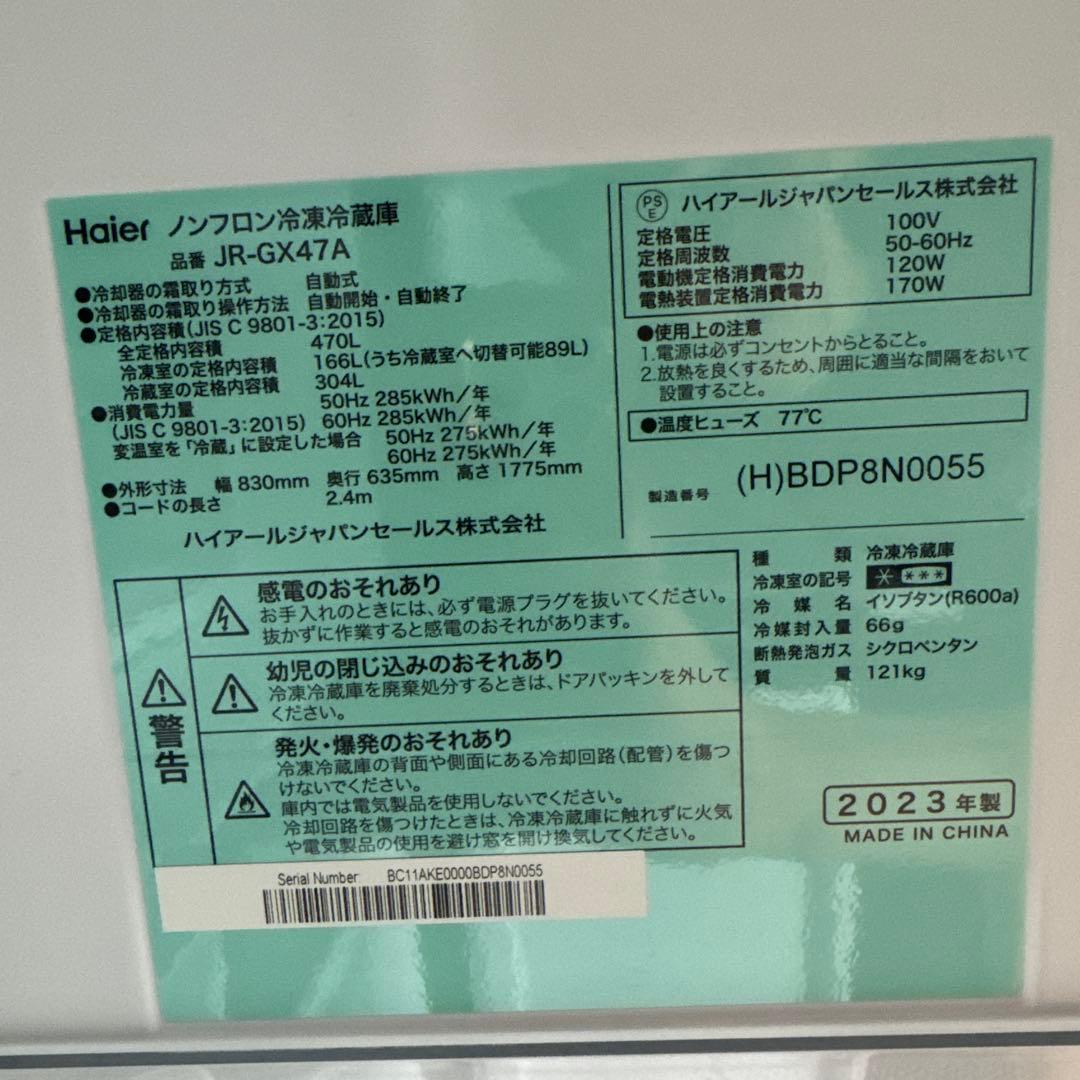 Haier ノンフロン冷凍冷蔵庫
品番 JR-GX47A
●冷却器の霜取り方式 自動式
●冷却器の霜取り操作方法 自動開始・自動終了
●定格内容積(JIS C 9801-3:2015)
全定格内容積 470L
冷凍室の定格内容積 166L(うち冷蔵室へ切替可能89L)
冷蔵室の定格内容積 304L
●消費電力量 50Hz 285kWh/年
(JIS C 9801-3:2015) 60Hz 285kWh/年
変温室を「冷蔵」に設定した場合 50Hz 275kWh/年
60Hz 275kWh/年
●外形寸法 幅 830mm 奥行 635mm 高さ 1775mm
●コードの長さ 2.4m
ハイアールジャパンセールス株式会社
PS
E
ハイアールジャパンセールス株式会社
定格電圧 100V
定格周波数 50-60Hz
電動機定格消費電力 120W
電熱装置定格消費電力 170W
●使用上の注意
1.電源は必ずコンセントからとること。
2.放熱を良くするため、周囲に適当な間隔をおいて
設置すること。
●温度ヒューズ 77℃
製造番号 (H)BDP8N0055
警告
感電のおそれあり
お手入れのときには、必ず電源プラグを抜いてください。
抜かずに作業すると感電のおそれがあります。
幼児の閉じ込みのおそれあり
冷凍冷蔵庫を廃棄処分するときは、ドアパッキンを外して
ください。
発火・爆発のおそれあり
冷凍冷蔵庫の背面や側面にある冷却回路(配管)を傷つ
けないでください。
庫内では電気製品を使用しないでください。
冷却回路を傷つけたときは、冷凍冷蔵庫に触れずに火気
や電気製品の使用を避け窓を開け換気してください。
種類 冷凍冷蔵庫
冷凍室の記号 * ***
冷媒名 イソブタン(R600a)
冷媒封入量 66g
断熱発泡ガス シクロペンタン
質量 121kg
2023年製
MADE IN CHINA
Serial Number: BC11AKE0000BDP8N0055